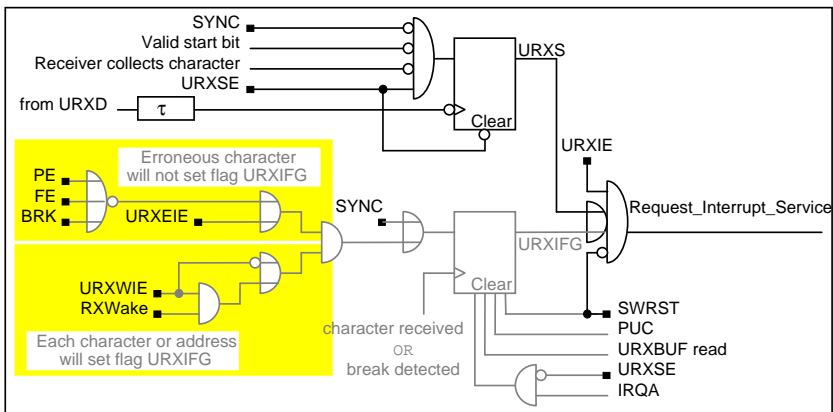 SYNC
Valid start bit
Receiver collects character
URXSE
from URXD
τ
URXS
Clear
URXIE
Erroneous character
will not set flag URXIFG
PE
FE
BRK
URXEIE
SYNC
Request_Interrupt_Service
URXIFG
URXWIE
RXWake
Clear
Each character or address
will set flag URXIFG
character received
OR
break detected
SWRST
PUC
URXBUF read
URXSE
IRQA